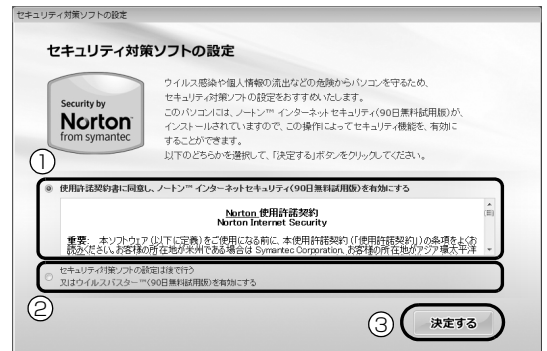 セキュリティ対策ソフトの設定
セキュリティ対策ソフトの設定
Security by
Norton
from symantec
ウイルス感染や個人情報の流出などの危険からパソコンを守るため、
セキュリティ対策ソフトの設定をおすすめいたします。
このパソコンには、ノートン™ インターネットセキュリティ(90日無料試用版)が、
インストールされていますので、この操作によってセキュリティ機能を、有効に
することができます。
以下のどちらかを選択して、「決定する」ボタンをクリックしてください。
①
使用許諾契約書に同意し、ノートン™ インターネットセキュリティ(90日無料試用版)を有効にする
Norton 使用許諾契約
Norton Internet Security
重要: 本ソフトウェア(以下に定義)をご使用になる前に、本使用許諾契約(「使用許諾契約」)の条項をよくお
読みください。お客様の所在地が米州である場合は Symantec Corporation、お客様の所在地がアジア環太平洋
セキュリティ対策ソフトの設定は後で行う
又はウイルスバスター™(90日無料試用版)を有効にする
②
③
決定する